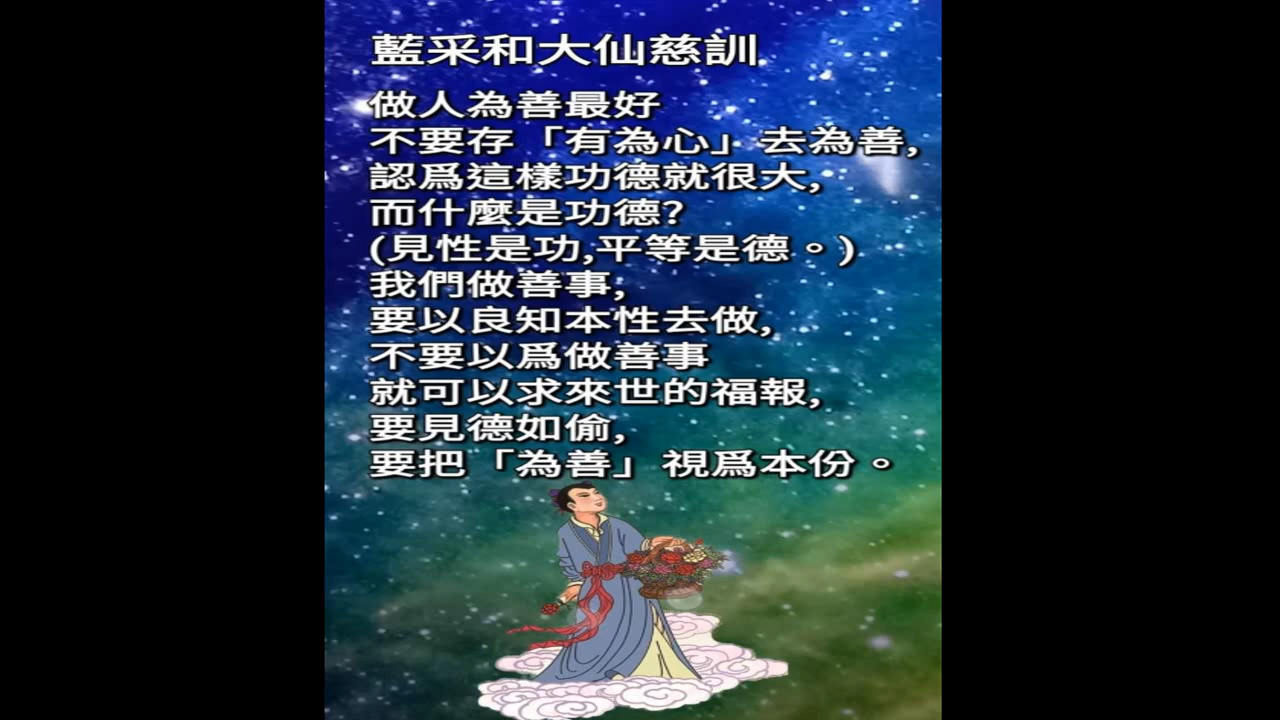 藍采和大仙慈訓
做人為善最好
不要存「有為心」去為善,
認爲這樣功德就很大,
而什麼是功德?
(見性是功,平等是德。)
我們做善事,
要以良知本性去做,
不要以爲做善事
就可以求來世的福報,
要見德如偷,
要把「為善」視爲本份。